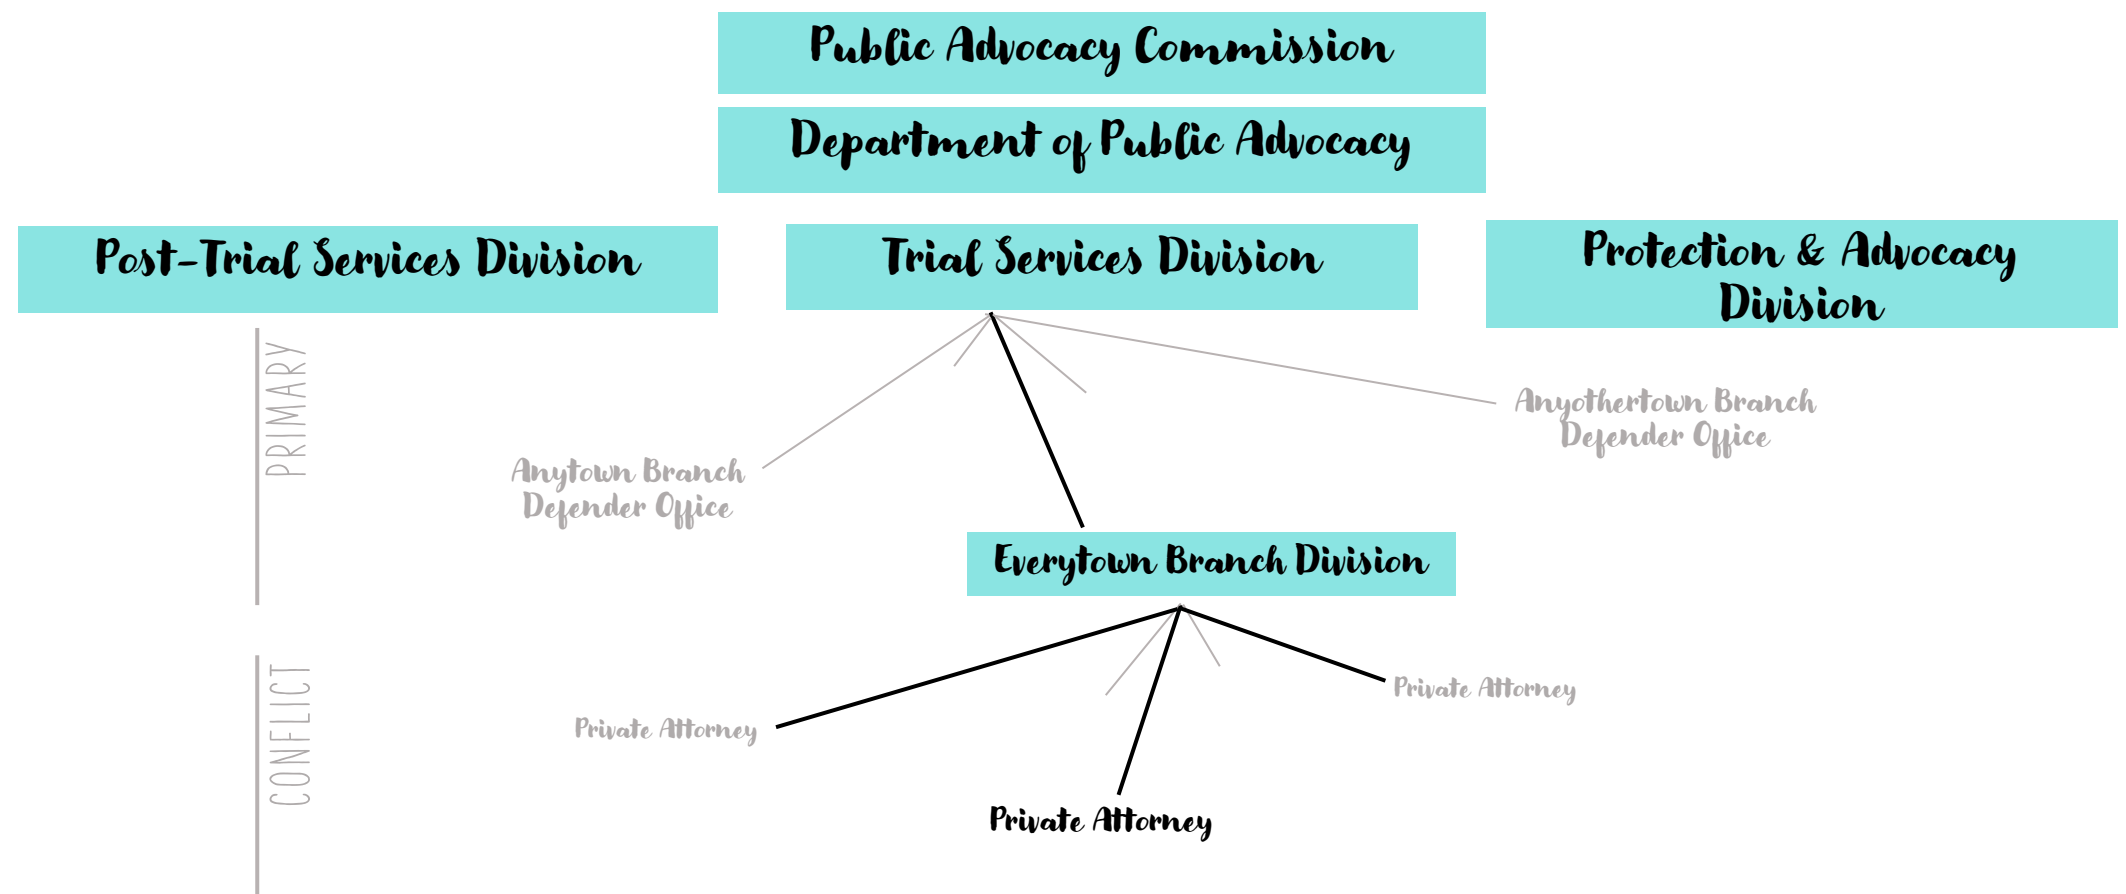 Public Advocacy Commission
Department of Public Advocacy
Post-Trial Services Division
Trial Services Division
Protection & Advocacy
Division
PRIMARY
Anyothertown Branch
Defender Office
Anytown Branch
Defender Office
Everytown Branch Division
CONFLICT
Private Attorney
Private Attorney
Private Attorney